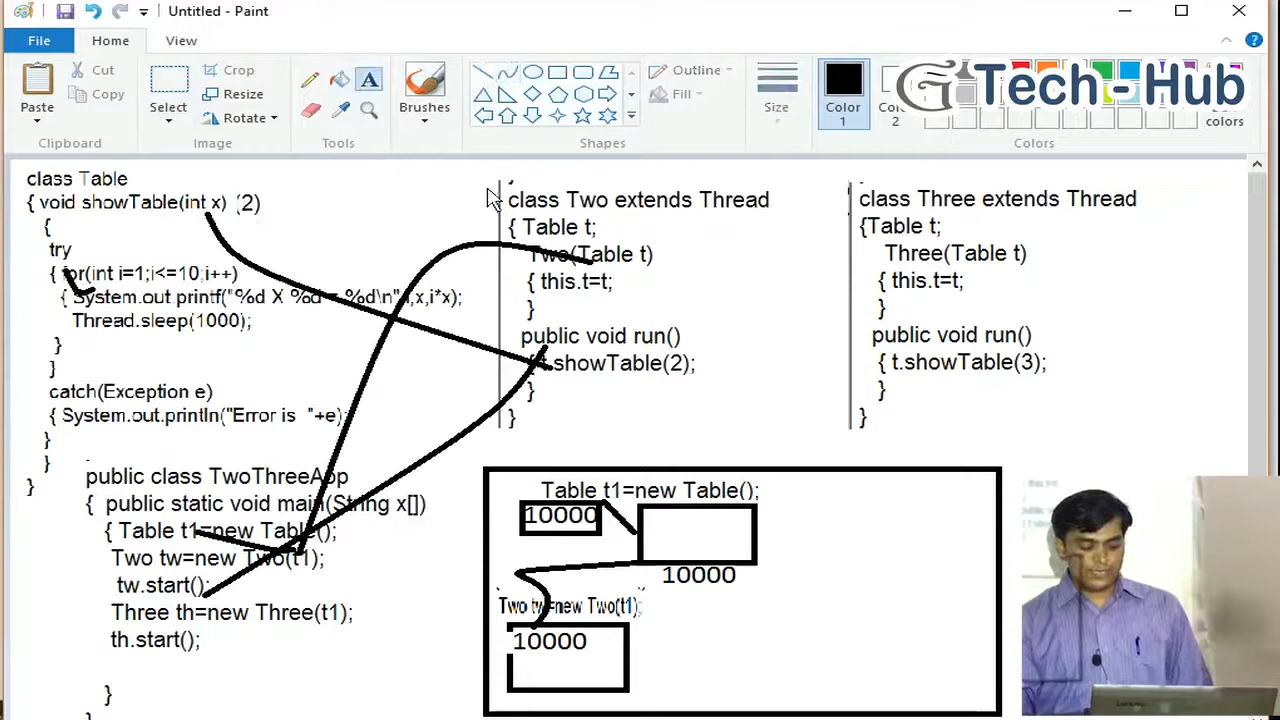 Untitled - Paint
File
Home
View
Paste
Cut
Copy
Clipboard
Select
Crop
Resize
Rotate
Image
Tools
Brushes
Shapes
Outline
Fill
Size
Color 1
2
colors
Colors
G Tech - Hub
class Table
{ void showTable(int x) (2)
{
try
{ for(int i=1;i<=10;i++)
{ System.out printf("%d X %d = %d\n",i,x,i*x);
Thread.sleep(1000);
}
}
catch(Exception e)
{ System.out.println("Error is "+e);
}
}
}
public class TwoThreeApp
{ public static void main(String x[])
{ Table t1=new Table();
Two tw=new Two(t1);
tw.start();
Three th=new Three(t1);
th.start();
}
class Two extends Thread
{ Table t;
Two(Table t)
{ this.t=t;
}
public void run()
{ t.showTable(2);
}
}
class Three extends Thread
{Table t;
Three(Table t)
{ this.t=t;
}
public void run()
{ t.showTable(3);
}
}
Table t1=new Table();
10000
10000
Two tw=new Two(t1);
10000